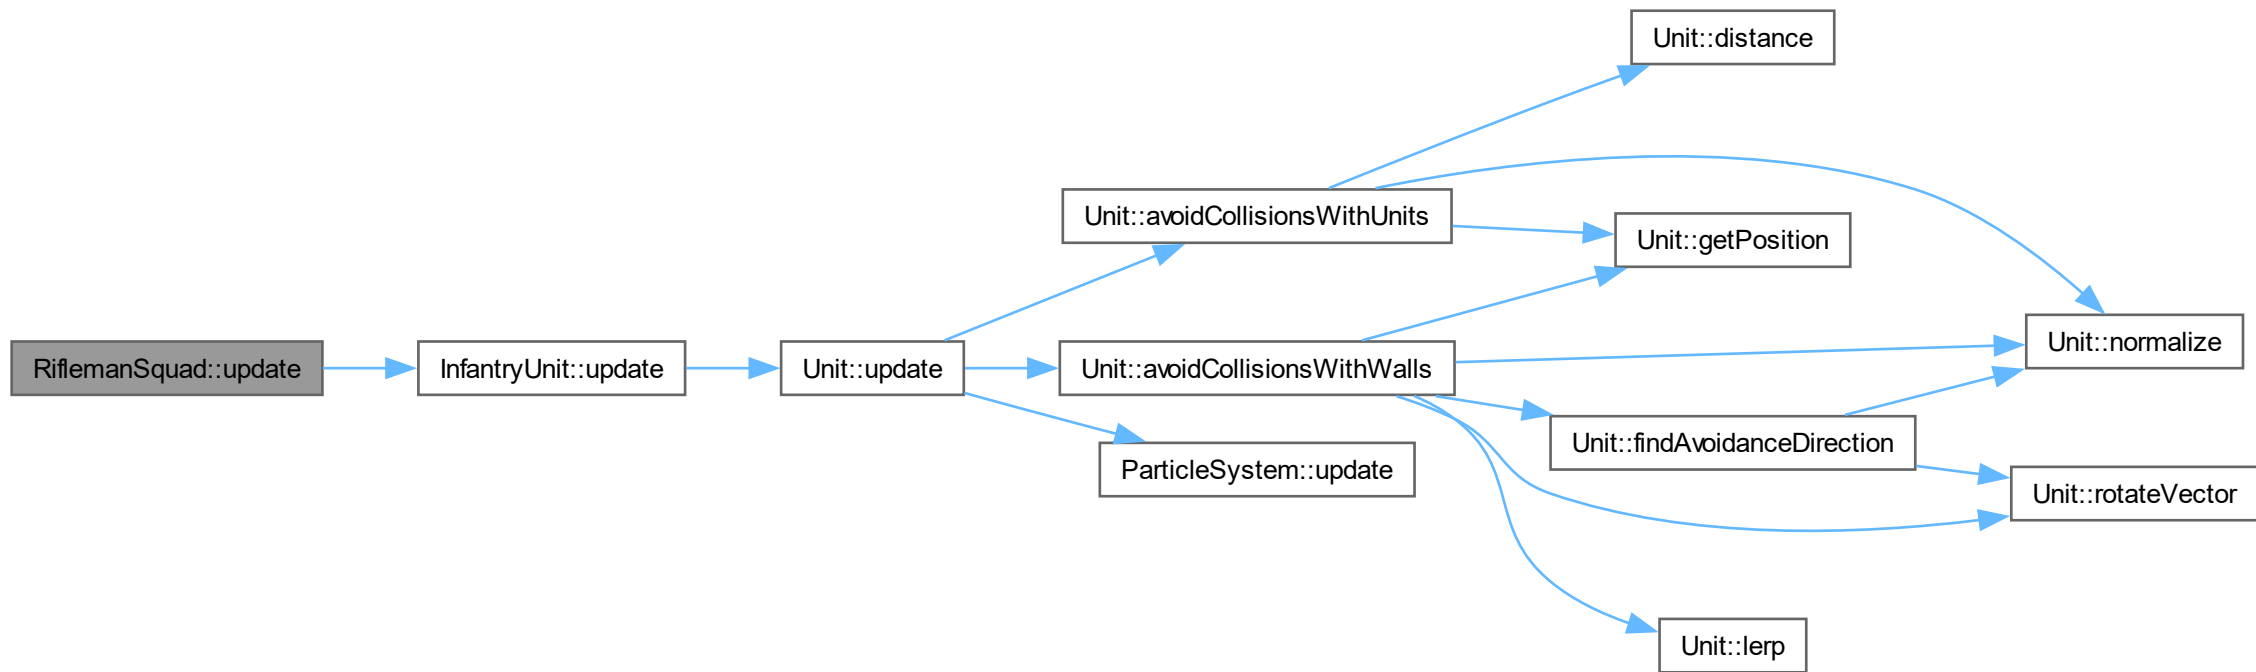 Unit::distance
Unit::avoidCollisionsWithUnits
Unit::getPosition
Unit::normalize
RiflemanSquad::update
InfantryUnit::update
Unit::update
Unit::avoidCollisionsWithWalls
Unit::findAvoidanceDirection
ParticleSystem::update
Unit::rotateVector
Unit::lerp